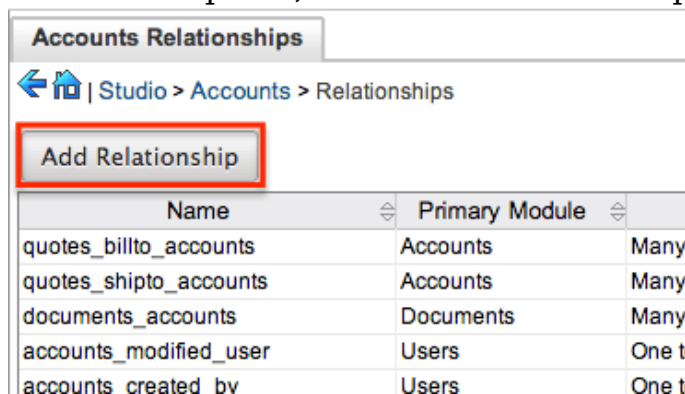 Accounts Relationships
| Studio > Accounts > Relationships
Add Relationship
Name Primary Module
quotes_billto_accounts Accounts Many
quotes_shipto_accounts Accounts Many
documents_accounts Documents Many
accounts_modified_user Users One t
accounts_created_by Users One t